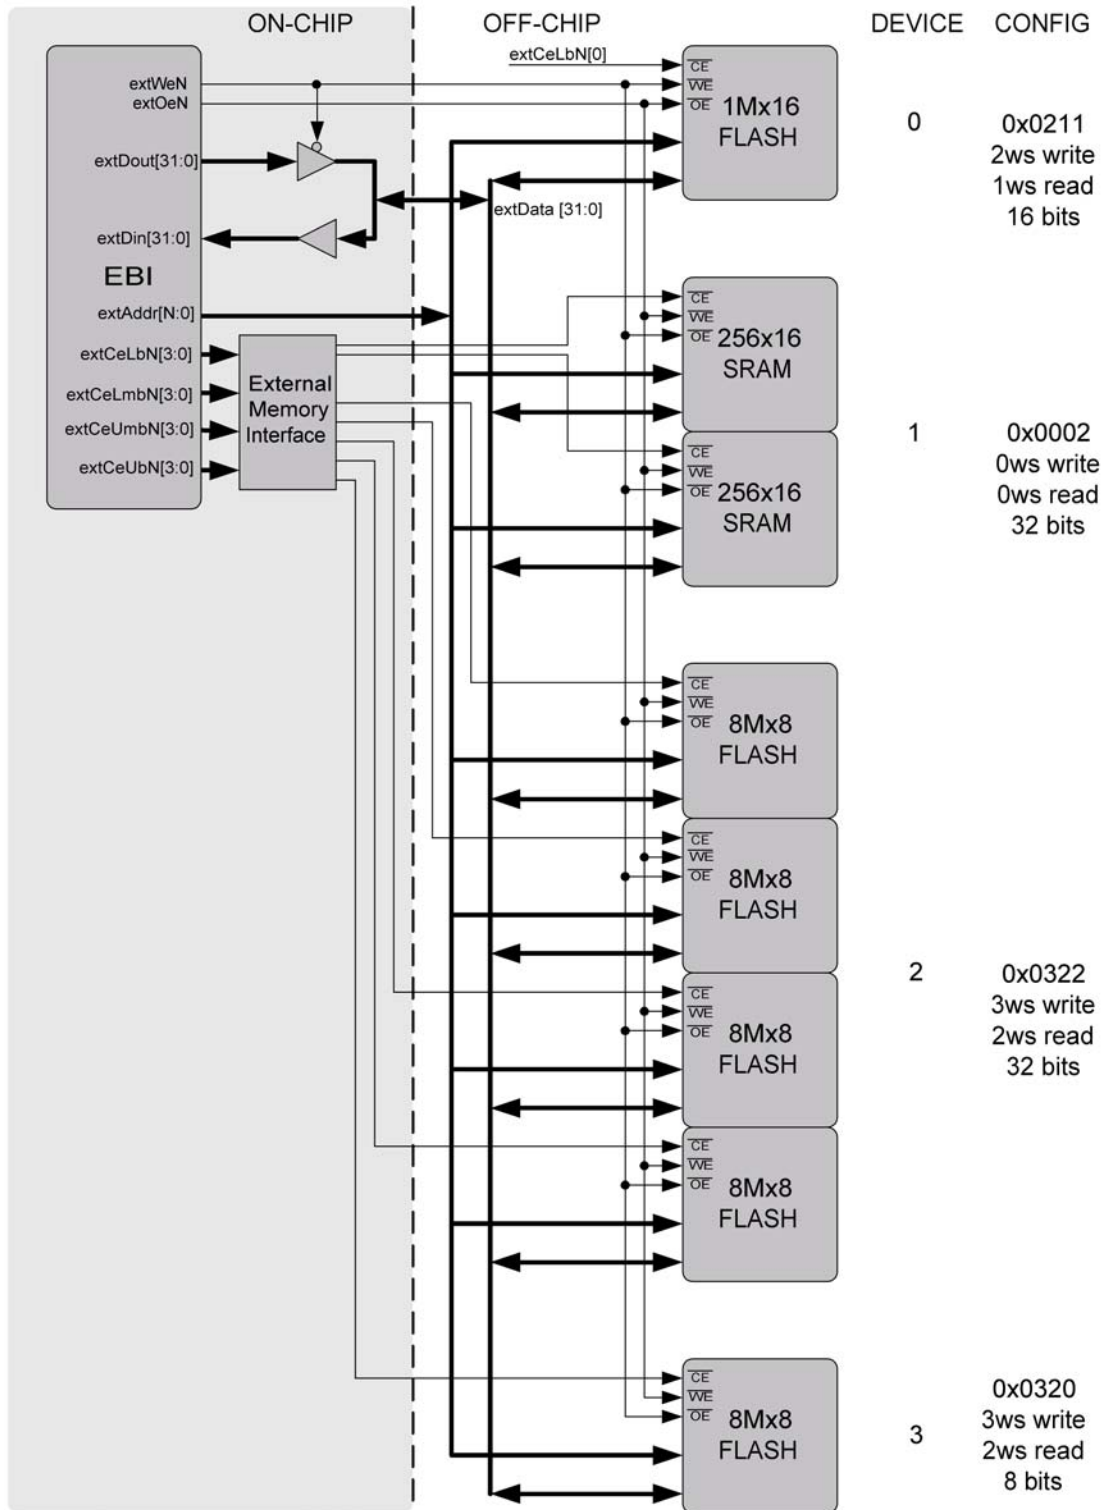 ON-CHIP
OFF-CHIP
DEVICE
CONFIG
extCeLbN[0]
extWeN
extOeN
extDout[31:0]
extDin[31:0]
EBI
extAddr[N:0]
extCeLbN[3:0]
extCeLmbN[3:0]
extCeUmbN[3:0]
extCeUbN[3:0]
External
Memory
Interface
extData [31:0]
CE
WE
OE
1Mx16
FLASH
0
0x0211
2ws write
1ws read
16 bits
CE
WE
OE
256x16
SRAM
CE
WE
OE
256x16
SRAM
1
0x0002
0ws write
0ws read
32 bits
CE
WE
OE
8Mx8
FLASH
CE
WE
OE
8Mx8
FLASH
CE
WE
OE
8Mx8
FLASH
CE
WE
OE
8Mx8
FLASH
2
0x0322
3ws write
2ws read
32 bits
CE
WE
OE
8Mx8
FLASH
3
0x0320
3ws write
2ws read
8 bits